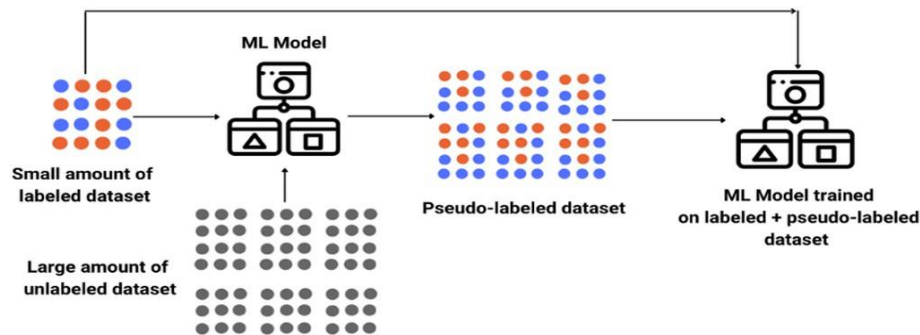 ML Model
Small amount of
labeled dataset
Large amount of
unlabeled dataset
Pseudo-labeled dataset
ML Model trained
on labeled + pseudo-labeled
dataset